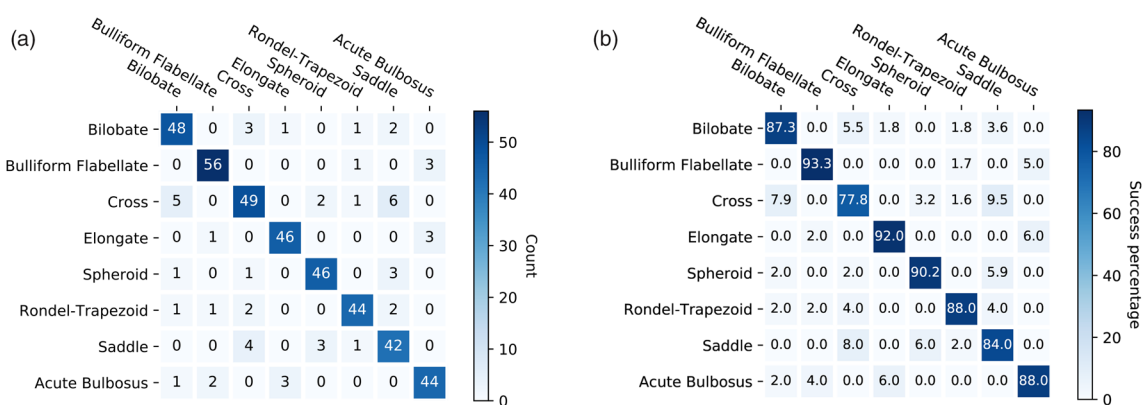 (a)
Bilobate
Bulliform Flabellate
Cross
Elongate
Spheroid
Rondel-Trapezoid
Saddle
Acute Bulbosus
Bilobate 48 0 3 1 0 1 2 0
Bulliform Flabellate 0 56 0 0 0 1 0 3
Cross 5 0 49 0 2 1 6 0
Elongate 0 1 0 46 0 0 0 3
Spheroid 1 0 1 0 46 0 3 0
Rondel-Trapezoid 1 1 2 0 0 44 2 0
Saddle 0 0 4 0 3 1 42 0
Acute Bulbosus 1 2 0 3 0 0 0 44
50
40
30
20
10
0
Count
(b)
Bilobate
Bulliform Flabellate
Cross
Elongate
Spheroid
Rondel-Trapezoid
Saddle
Acute Bulbosus
Bilobate 87.3 0.0 5.5 1.8 0.0 1.8 3.6 0.0
Bulliform Flabellate 0.0 93.3 0.0 0.0 0.0 1.7 0.0 5.0
Cross 7.9 0.0 77.8 0.0 3.2 1.6 9.5 0.0
Elongate 0.0 2.0 0.0 92.0 0.0 0.0 0.0 6.0
Spheroid 2.0 0.0 2.0 0.0 90.2 0.0 5.9 0.0
Rondel-Trapezoid 2.0 2.0 4.0 0.0 0.0 88.0 4.0 0.0
Saddle 0.0 0.0 8.0 0.0 6.0 2.0 84.0 0.0
Acute Bulbosus 2.0 4.0 0.0 6.0 0.0 0.0 0.0 88.0
80
60
40
20
0
Success percentage